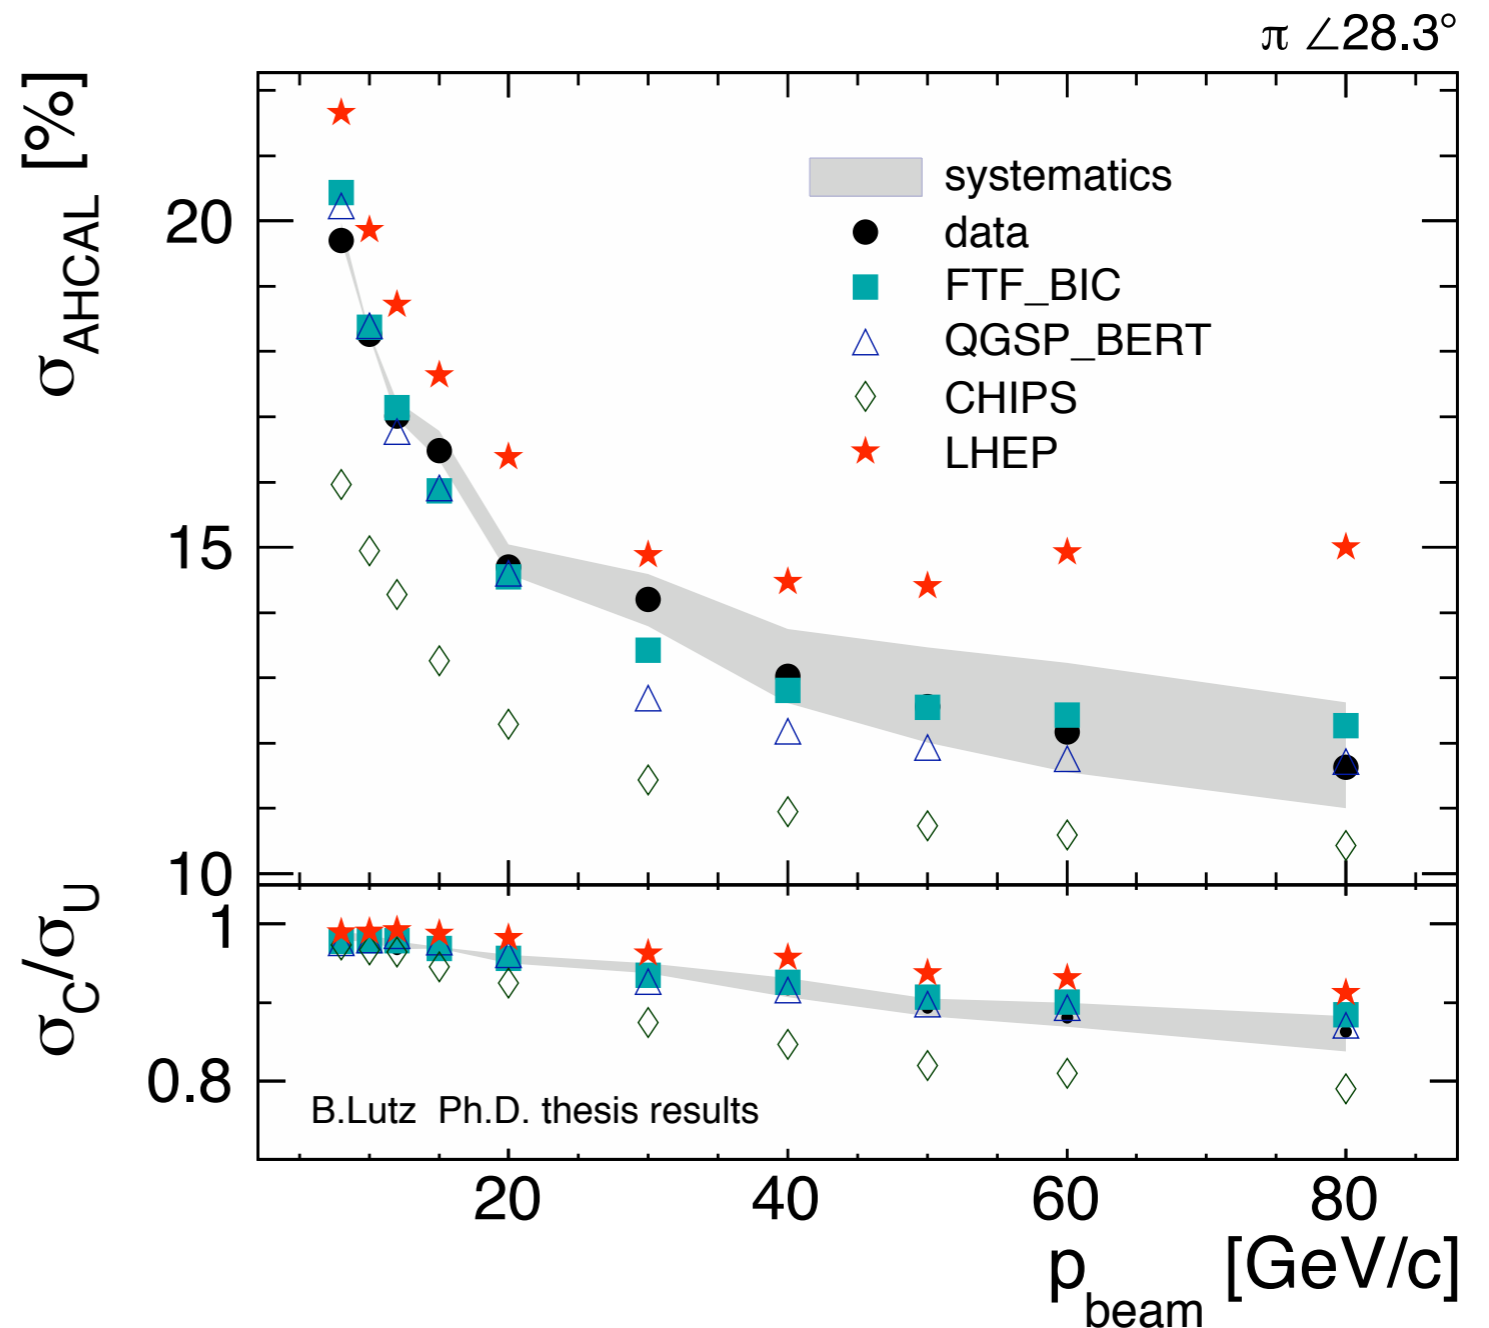 π ∠28.3°
σAHCAL [%]
20
15
10
systematics
data
FTF_BIC
QGSP_BERT
CHIPS
LHEP
σC/σU
1
0.8
B.Lutz Ph.D. thesis results
20 40 60 80
pbeam [GeV/c]